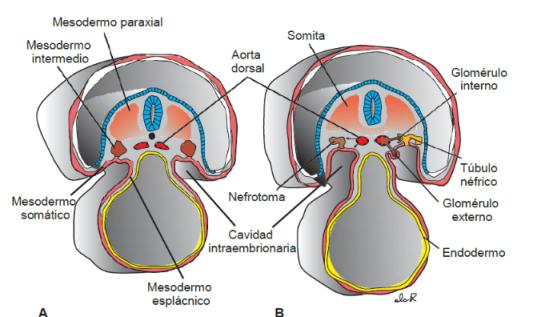 Mesodermo paraxial
Mesodermo
intermedio
Aorta
dorsal
Somita
Glomérulo
interno
Mesodermo
somático
Nefrotoma
Cavidad
intraembrionaria
Túbulo
néfrico
Glomérulo
externo
Endodermo
Mesodermo
esplácnico
A
B